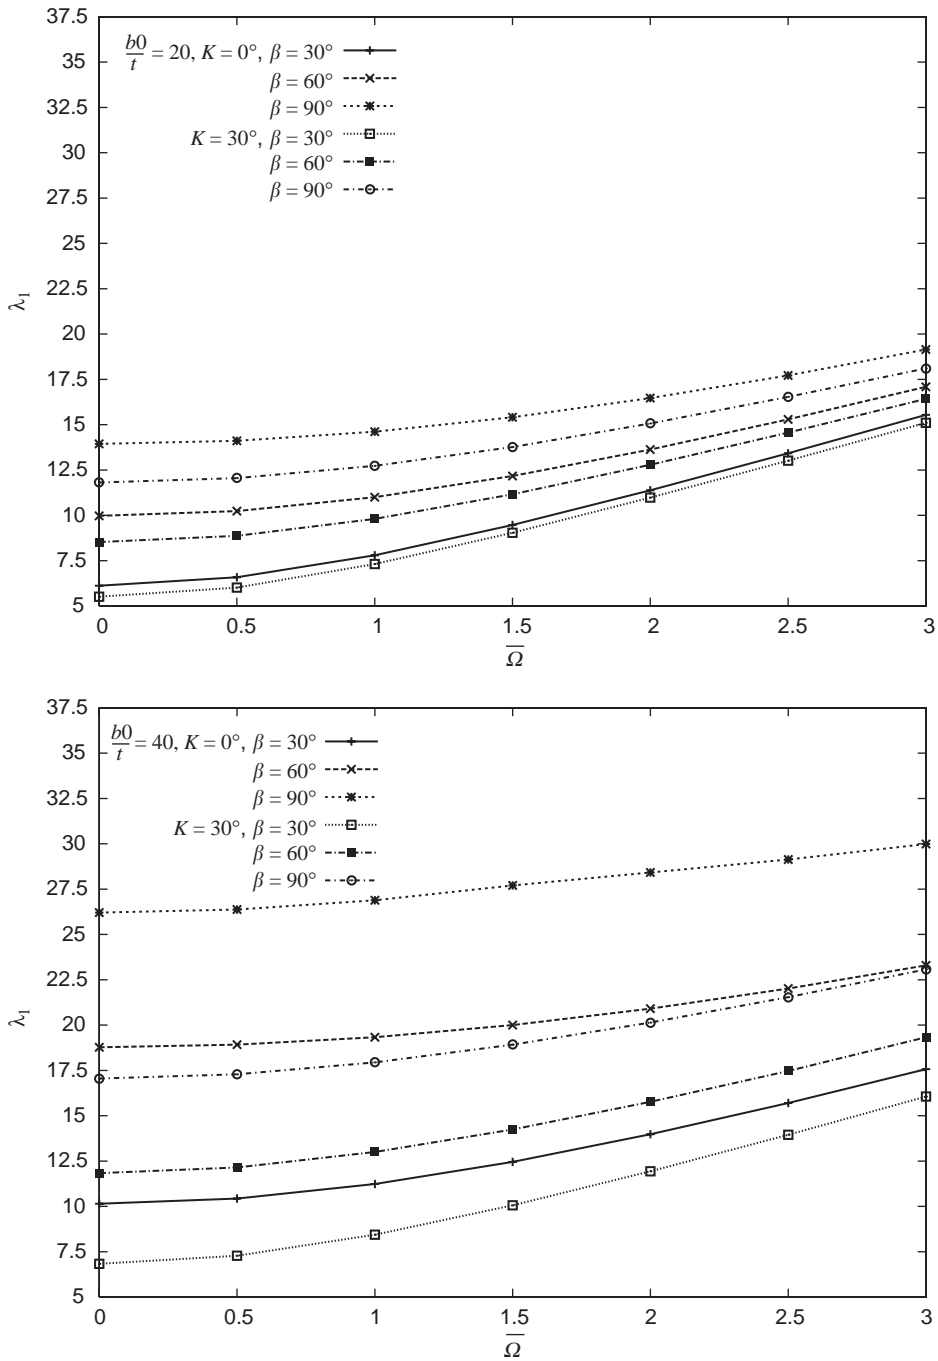 37.5
35
32.5
30
27.5
25
22.5
20
17.5
15
12.5
10
7.5
5
λ1
b0/t = 20, K = 0°, β = 30°
β = 60°
β = 90°
K = 30°, β = 30°
β = 60°
β = 90°
0 0.5 1 1.5 2 2.5 3
Ω̅
37.5
35
32.5
30
27.5
25
22.5
20
17.5
15
12.5
10
7.5
5
λ1
b0/t = 40, K = 0°, β = 30°
β = 60°
β = 90°
K = 30°, β = 30°
β = 60°
β = 90°
0 0.5 1 1.5 2 2.5 3
Ω̅